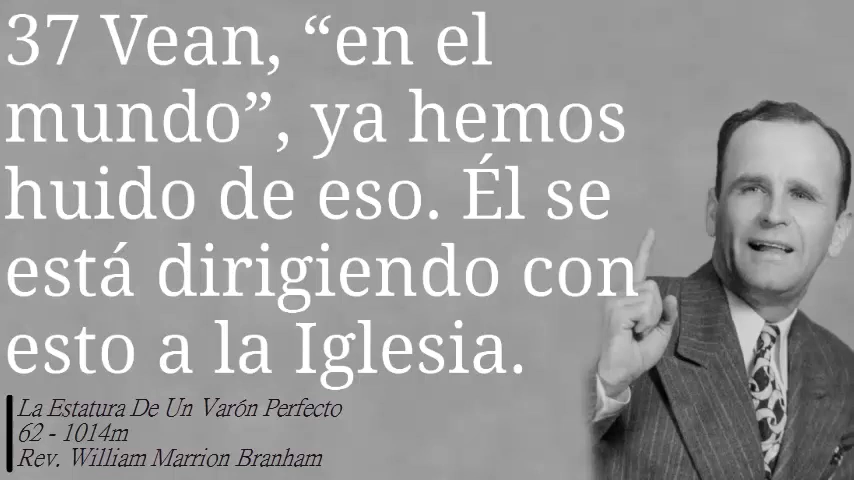 37 Vean, “en el
mundo”, ya hemos
huido de eso. Él se
está dirigiendo con
esto a la Iglesia.
La Estatura De Un Varón Perfecto
62 - 1014m
Rev. William Marrion Branham